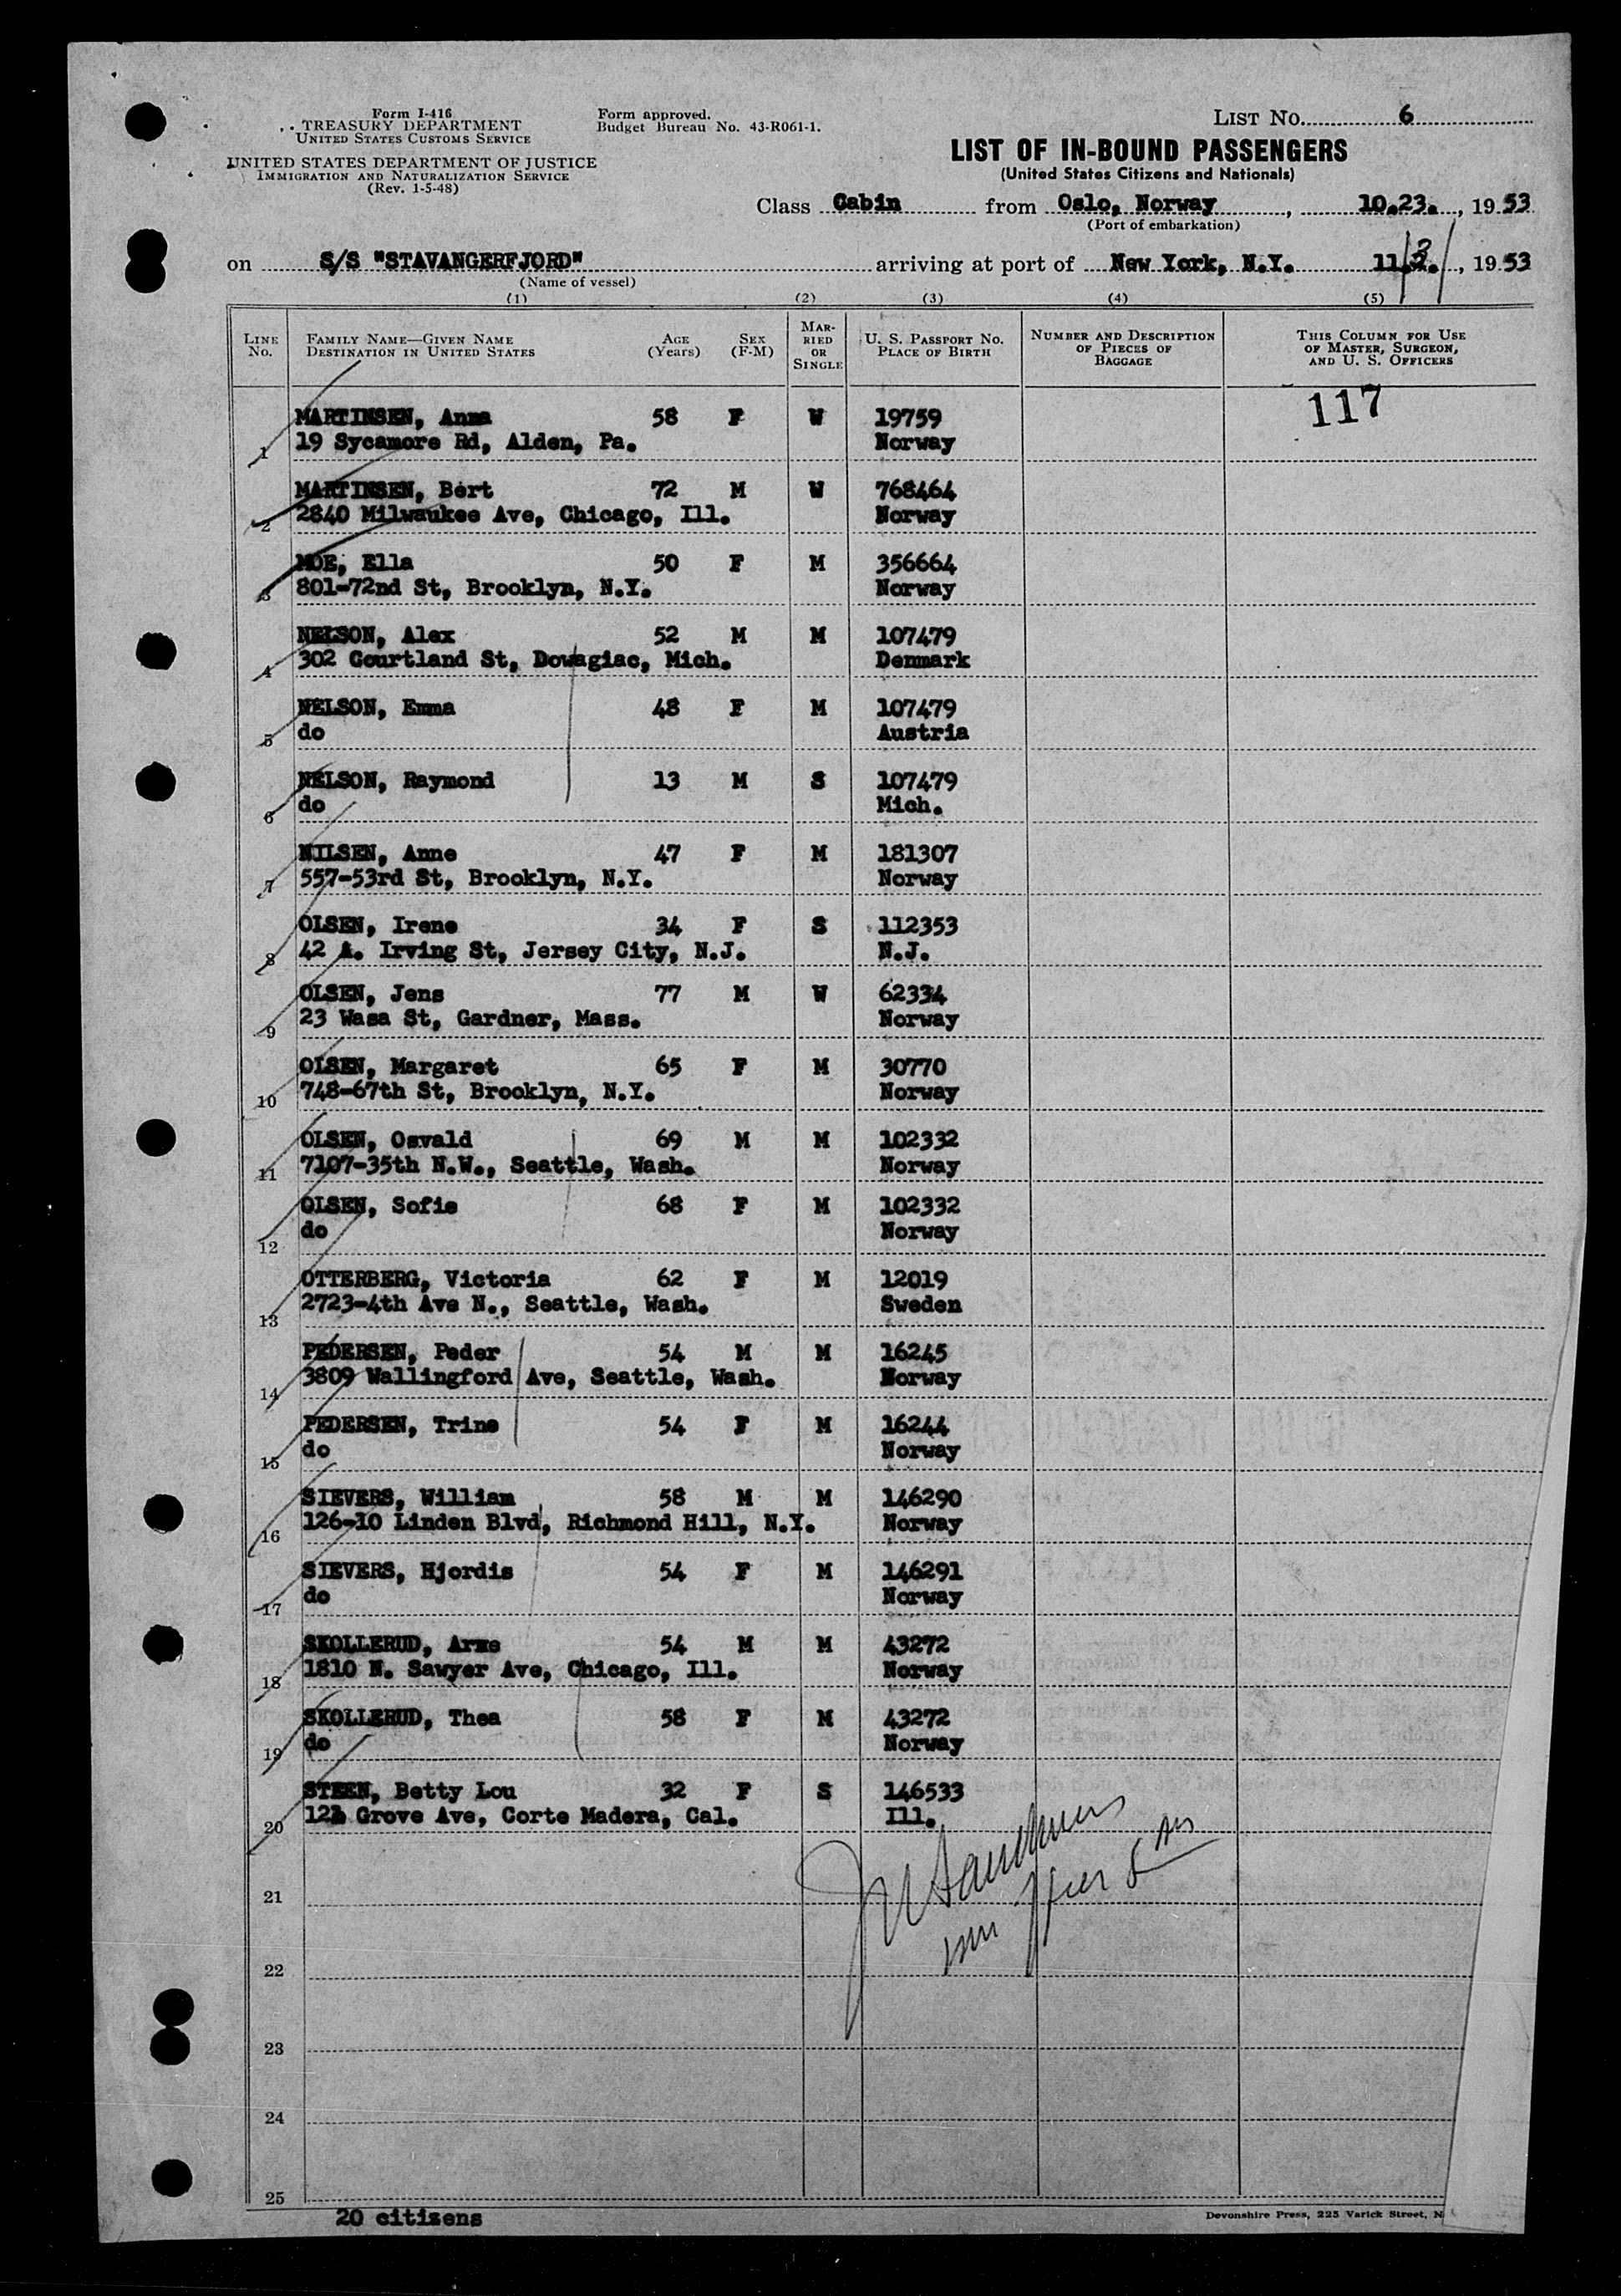 Form I-416
TREASURY DEPARTMENT
UNITED STATES CUSTOMS SERVICE
UNITED STATES DEPARTMENT OF JUSTICE
IMMIGRATION AND NATURALIZATION SERVICE
(Rev. 1-5-48)
Form approved.
Budget Bureau No. 43-R061-1.
LIST No. 6
LIST OF IN-BOUND PASSENGERS
(United States Citizens and Nationals)
Class Cabin from Oslo, Norway, 10.23., 1953
(Port of embarkation)
on S/S "STAVANGERFJORD" arriving at port of New York, N.Y. 11/3/, 1953
(Name of vessel)
(1) (2) (3) (4) (5)
LINE No. FAMILY NAME—GIVEN NAME DESTINATION IN UNITED STATES AGE (Years) SEX (F-M) MARRIED OR SINGLE U. S. PASSPORT NO. PLACE OF BIRTH NUMBER AND DESCRIPTION OF PIECES OF BAGGAGE THIS COLUMN FOR USE OF MASTER, SURGEON, AND U. S. OFFICERS
117
MARTINSEN, Anna 58 F W 19759
1 19 Sycamore Rd, Alden, Pa. Norway
MARTINSEN, Bert 72 M W 768464
2 2840 Milwaukee Ave, Chicago, Ill. Norway
MOE, Ella 50 F M 356664
3 801-72nd St, Brooklyn, N.Y. Norway
NELSON, Alex 52 M M 107479
4 302 Courtland St, Dowagiac, Mich. Denmark
NELSON, Emma 48 F M 107479
5 do Austria
NELSON, Raymond 13 M S 107479
6 do Mich.
NILSEN, Anne 47 F M 181307
7 557-53rd St, Brooklyn, N.Y. Norway
OLSEN, Irene 34 F S 112353
8 42 A. Irving St, Jersey City, N.J. N.J.
OLSEN, Jens 77 M W 62334
9 23 Wasa St, Gardner, Mass. Norway
OLSEN, Margaret 65 F M 30770
10 748-67th St, Brooklyn, N.Y. Norway
OLSEN, Osvald 69 M M 102332
11 7107-35th N.W., Seattle, Wash. Norway
OLSEN, Sofie 68 F M 102332
12 do Norway
OTTERBERG, Victoria 62 F M 12019
13 2723-4th Ave N., Seattle, Wash. Sweden
PEDERSEN, Peder 54 M M 16245
14 3809 Wallingford Ave, Seattle, Wash. Norway
PEDERSEN, Trine 54 F M 16244
15 do Norway
SIEVERS, William 58 M M 146290
16 126-10 Linden Blvd, Richmond Hill, N.Y. Norway
SIEVERS, Hjordis 54 F M 146291
17 do Norway
SKOLLERUD, Arne 54 M M 43272
18 1810 N. Sawyer Ave, Chicago, Ill. Norway
SKOLLERUD, Thea 58 F M 43272
19 do Norway
STEEN, Betty Lou 32 F S 146533
20 Grove Ave, Corte Madera, Cal. Ill.
21
22
23
24
25
20 citizens
Devonshire Press, 225 Varick Street, N